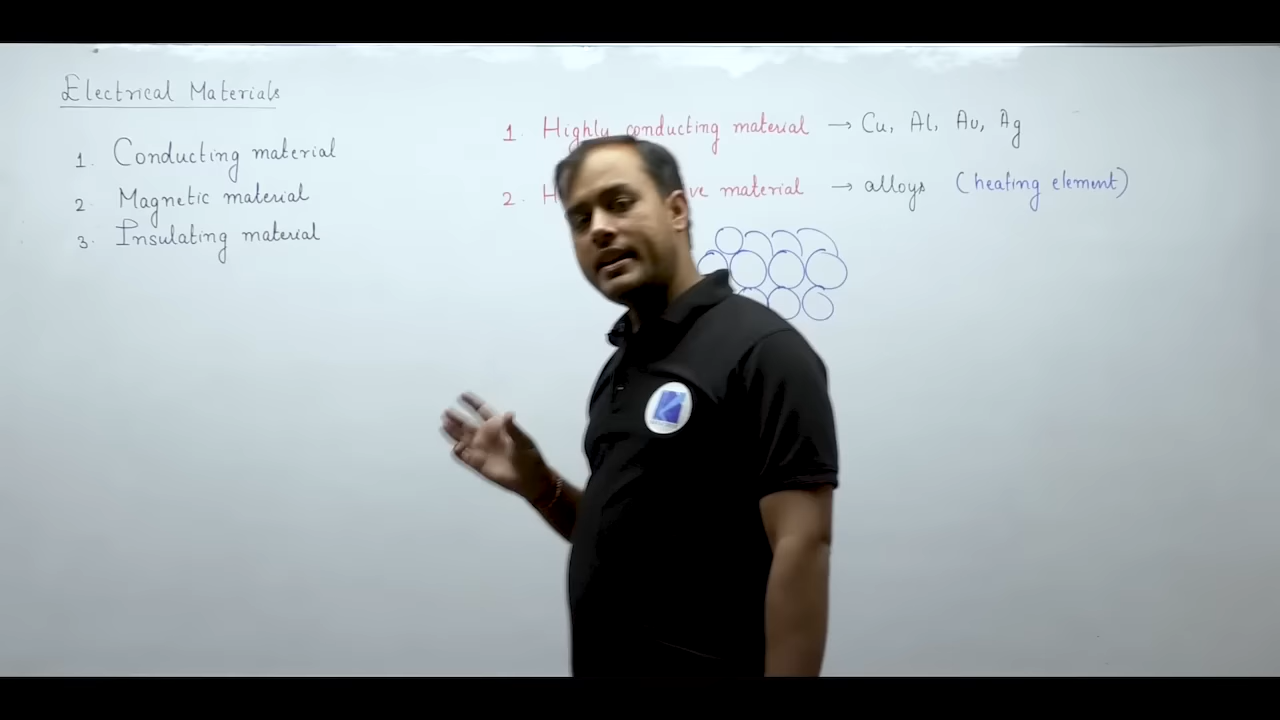 Electrical Materials
1. Conducting material
2. Magnetic material
3. Insulating material
1. Highly conducting material → Cu, Al, Au, Ag
2. material → alloys (heating element)